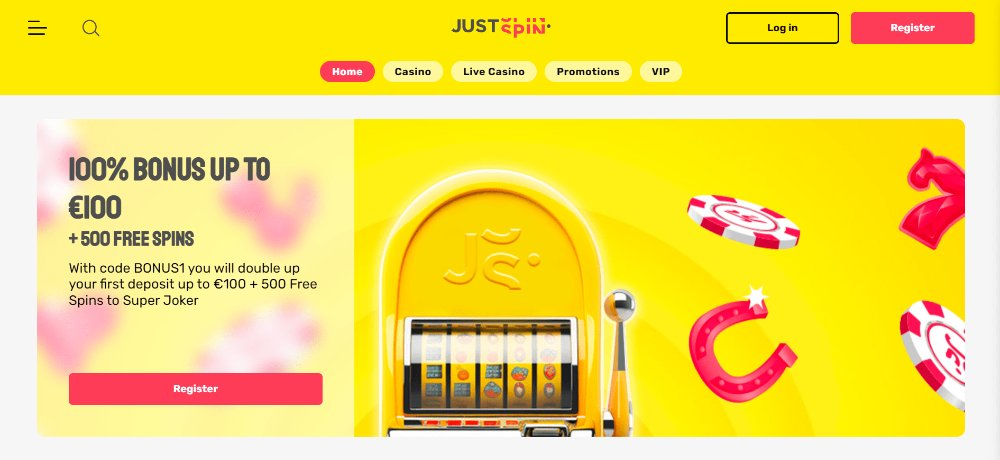 JUSTSPIN
Log in
Register
Home
Casino
Live Casino
Promotions
VIP
100% BONUS UP TO
€100
+ 500 FREE SPINS
With code BONUS1 you will double up
your first deposit up to €100 + 500 Free
Spins to Super Joker
Register
JS